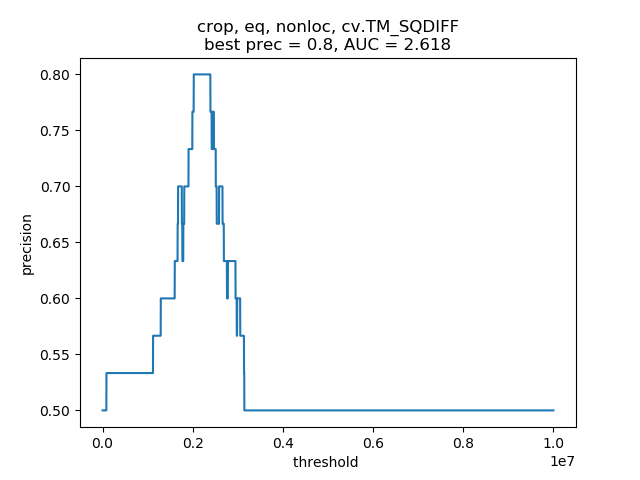 crop, eq, nonloc, cv.TM_SQDIFF
best prec = 0.8, AUC = 2.618
0.80
0.75
0.70
0.65
0.60
0.55
0.50
precision
0.0 0.2 0.4 0.6 0.8 1.0
1e7
threshold